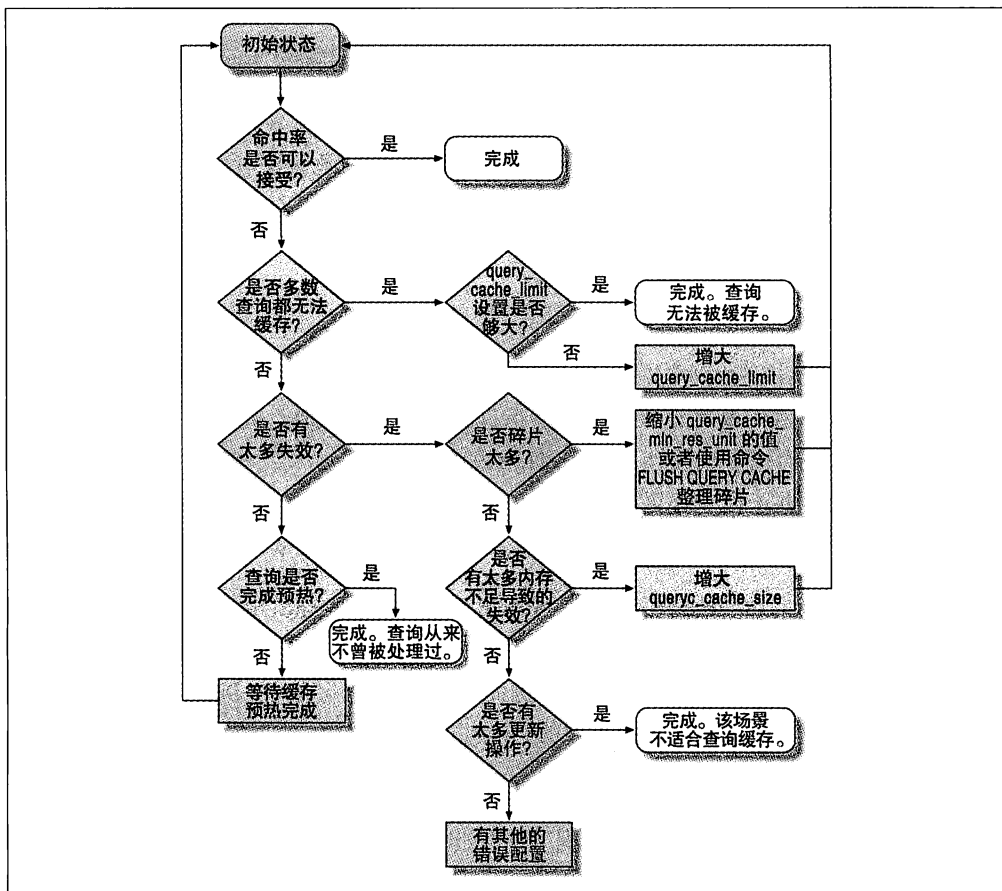 初始状态
命中率
是否可以
接受?
是
完成
否
是否多数
查询都无法
缓存?
是
query_
cache_limit
设置是否
够大?
是
完成。查询
无法被缓存。
否
增大
query_cache_limit
否
是否有
太多失效?
是
是否碎片
太多?
是
缩小 query_cache_
min_res_unit 的值
或者使用命令
FLUSH QUERY CACHE
整理碎片
否
否
查询是否
完成预热?
是
完成。查询从来
不曾被处理过。
是否
有太多内存
不足导致的
失效?
是
增大
queryc_cache_size
否
等待缓存
预热完成
否
是否有
太多更新
操作?
是
完成。该场景
不适合查询缓存。
否
有其他的
错误配置